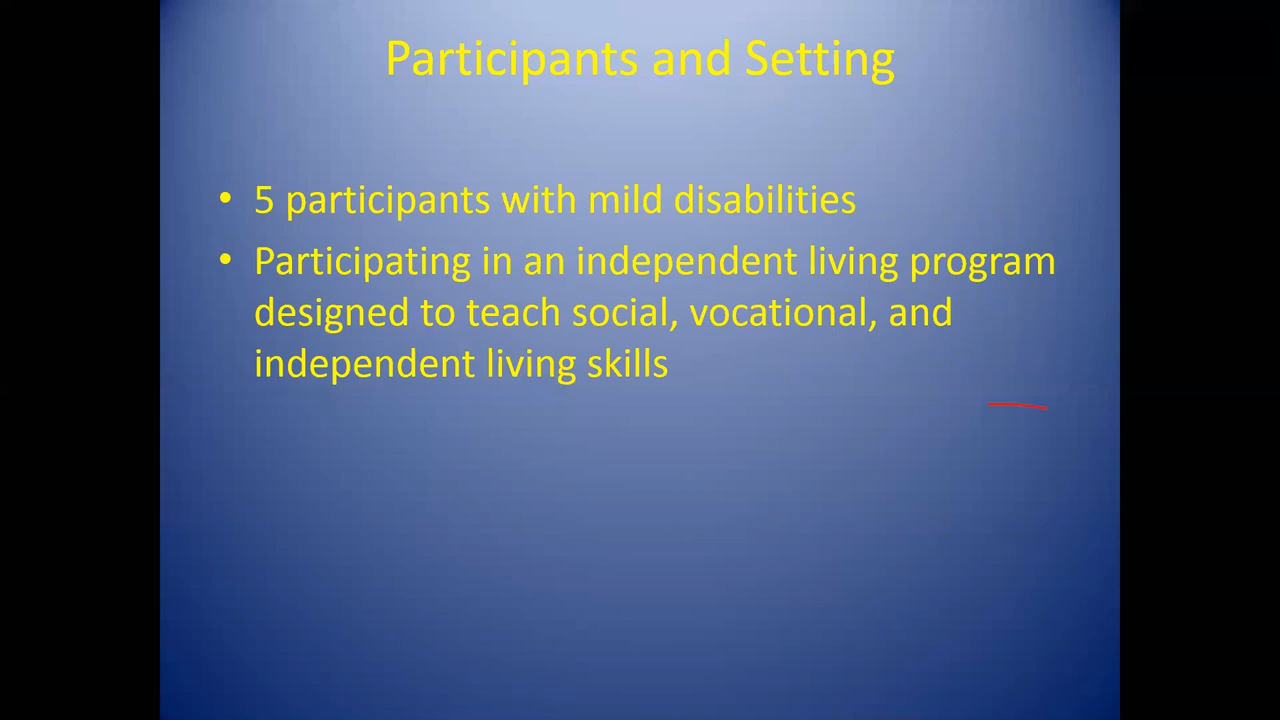 Participants and Setting
• 5 participants with mild disabilities
• Participating in an independent living program
designed to teach social, vocational, and
independent living skills